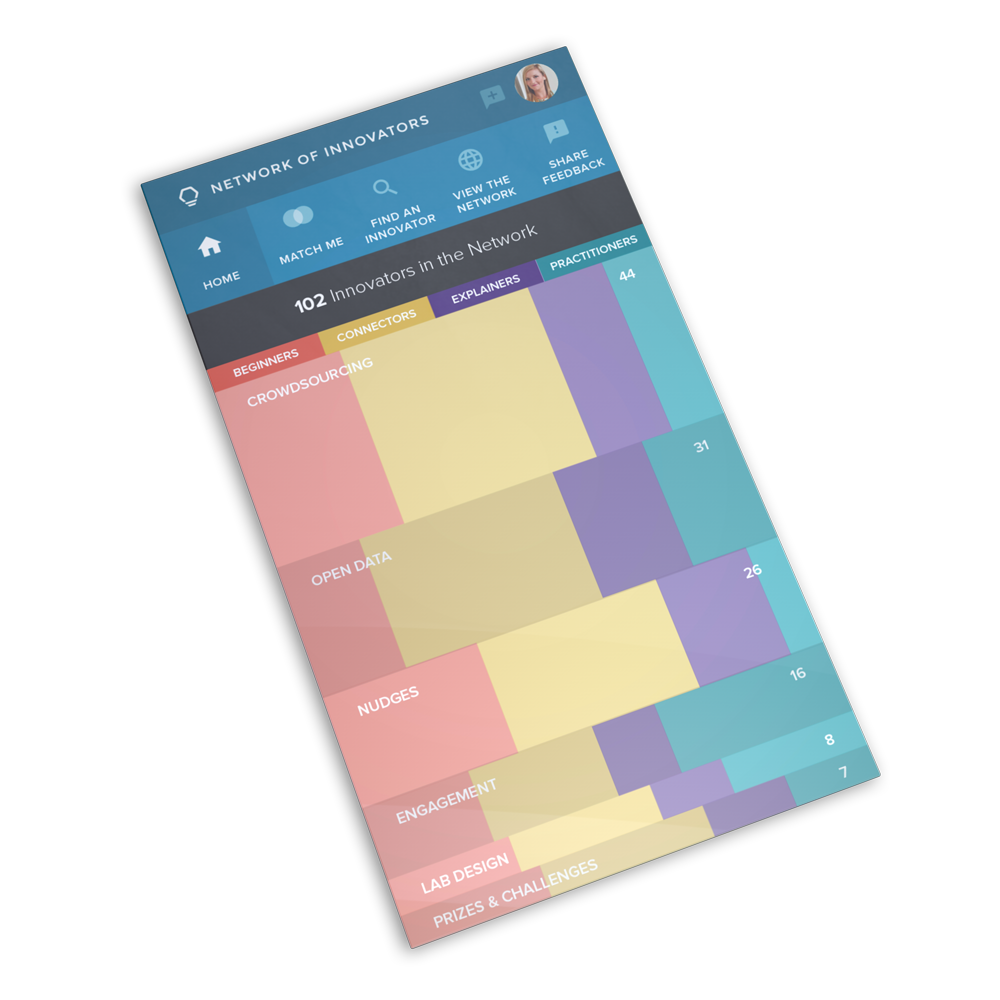 NETWORK OF INNOVATORS
HOME
MATCH ME
FIND AN
INNOVATOR
VIEW THE
NETWORK
SHARE
FEEDBACK
102 Innovators in the Network
BEGINNERS
CONNECTORS
EXPLAINERS
PRACTITIONERS
CROWDSOURCING
44
OPEN DATA
31
NUDGES
26
ENGAGEMENT
16
LAB DESIGN
8
PRIZES & CHALLENGES
7